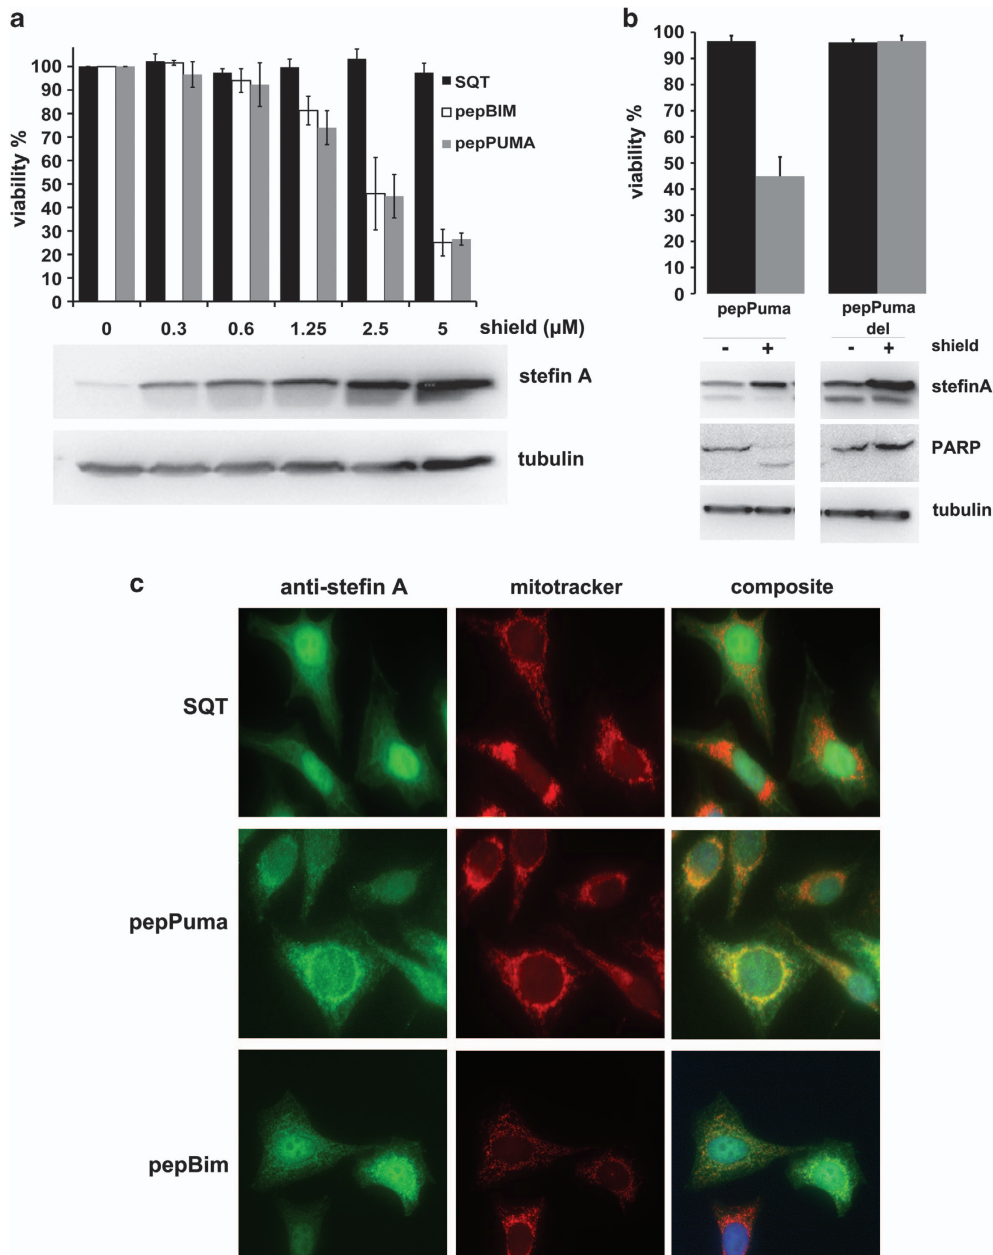 a
viability %
100
90
80
70
60
50
40
30
20
10
0
SQT
pepBIM
pepPUMA
0 0.3 0.6 1.25 2.5 5 shield (µM)
stefin A
tubulin
b
viability %
100
90
80
70
60
50
40
30
20
10
0
pepPuma
pepPuma
del
- + - + shield
stefinA
PARP
tubulin
c
anti-stefin A mitotracker composite
SQT
pepPuma
pepBim